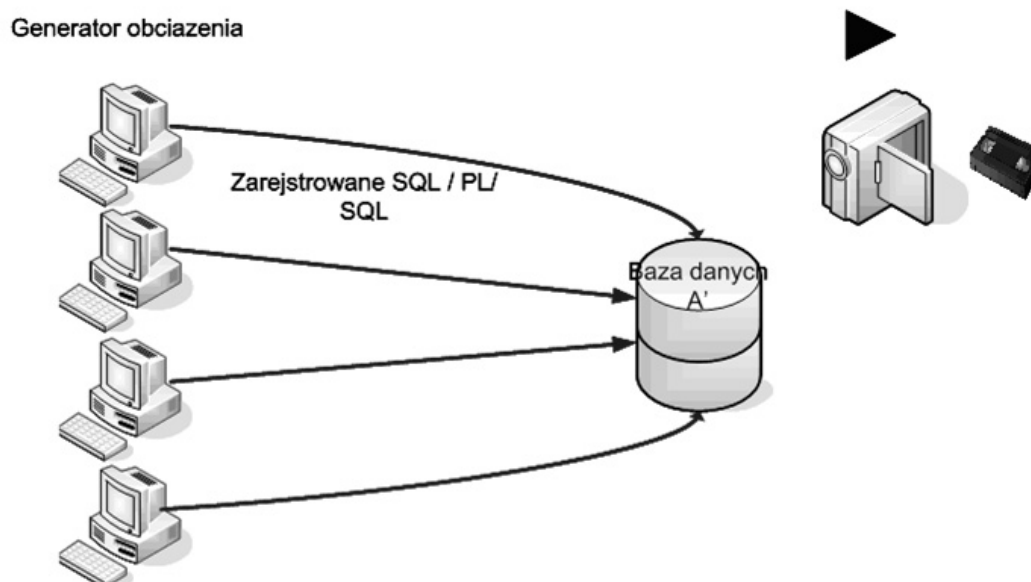 Generator obciazenia
Zarejstrowane SQL / PL/
SQL
Baza danych
A'